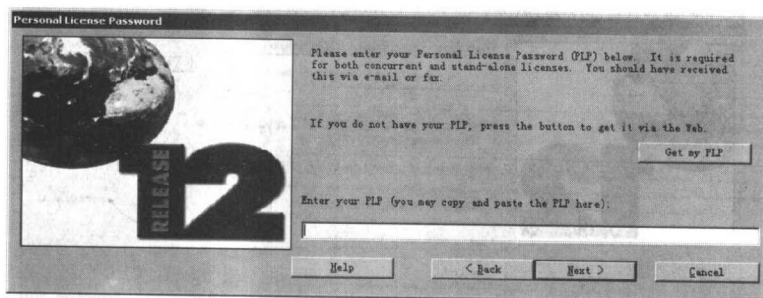 Personal License Password
Please enter your Personal License Password (PLP) below. It is required
for both concurrent and stand-alone licenses. You should have received
this via e-mail or fax.
If you do not have your PLP, press the button to get it via the Web.
Get my PLP
RELEASE
12
Enter your PLP (you may copy and paste the PLP here):
Help
< Back
Next >
Cancel